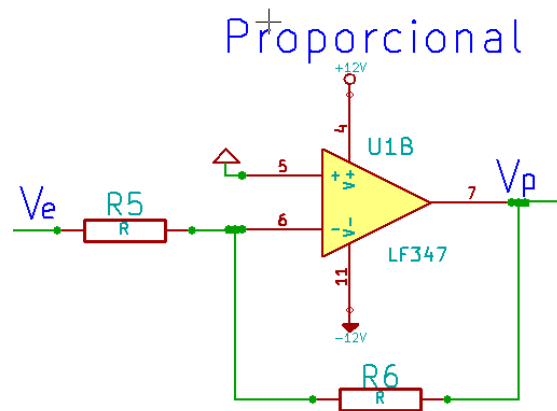 Proporcional
+12V
4
U1B
5
+
V+
Ve
R5
R
6
-
V-
7
Vp
LF347
11
-12V
R6
R